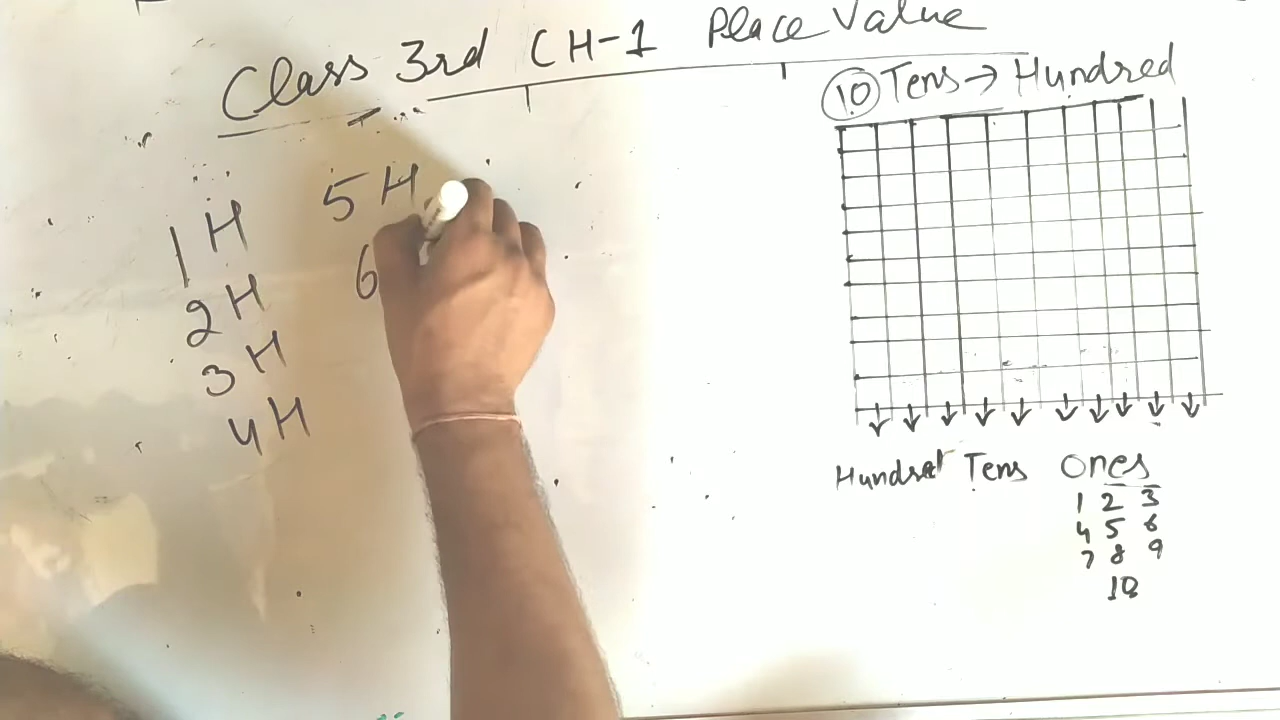 Class 3rd CH-1 Place Value
1 H
2 H
3 H
4 H
5 H
6
10 Tens → Hundred
Hundred Tens Ones
1 2 3
4 5 6
7 8 9
10